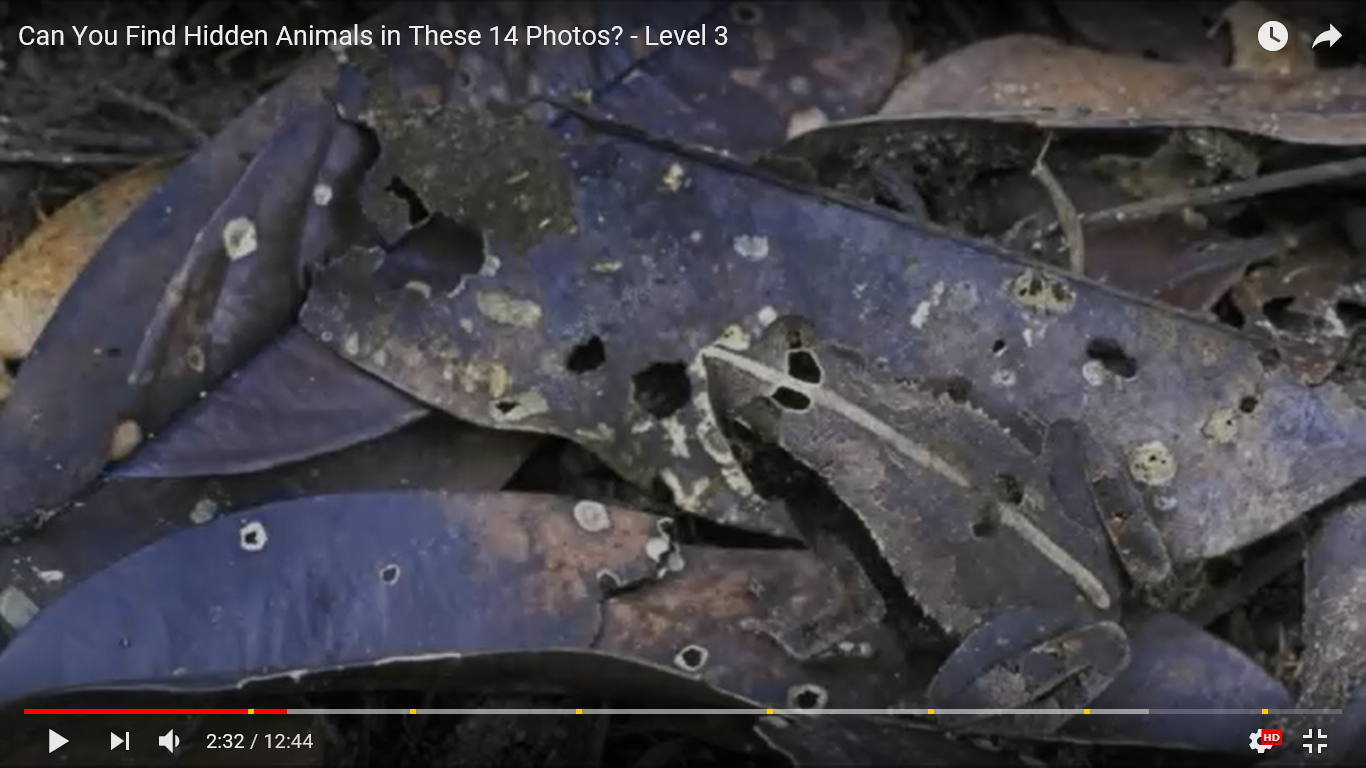 Can You Find Hidden Animals in These 14 Photos? - Level 3
2:32 / 12:44
HD